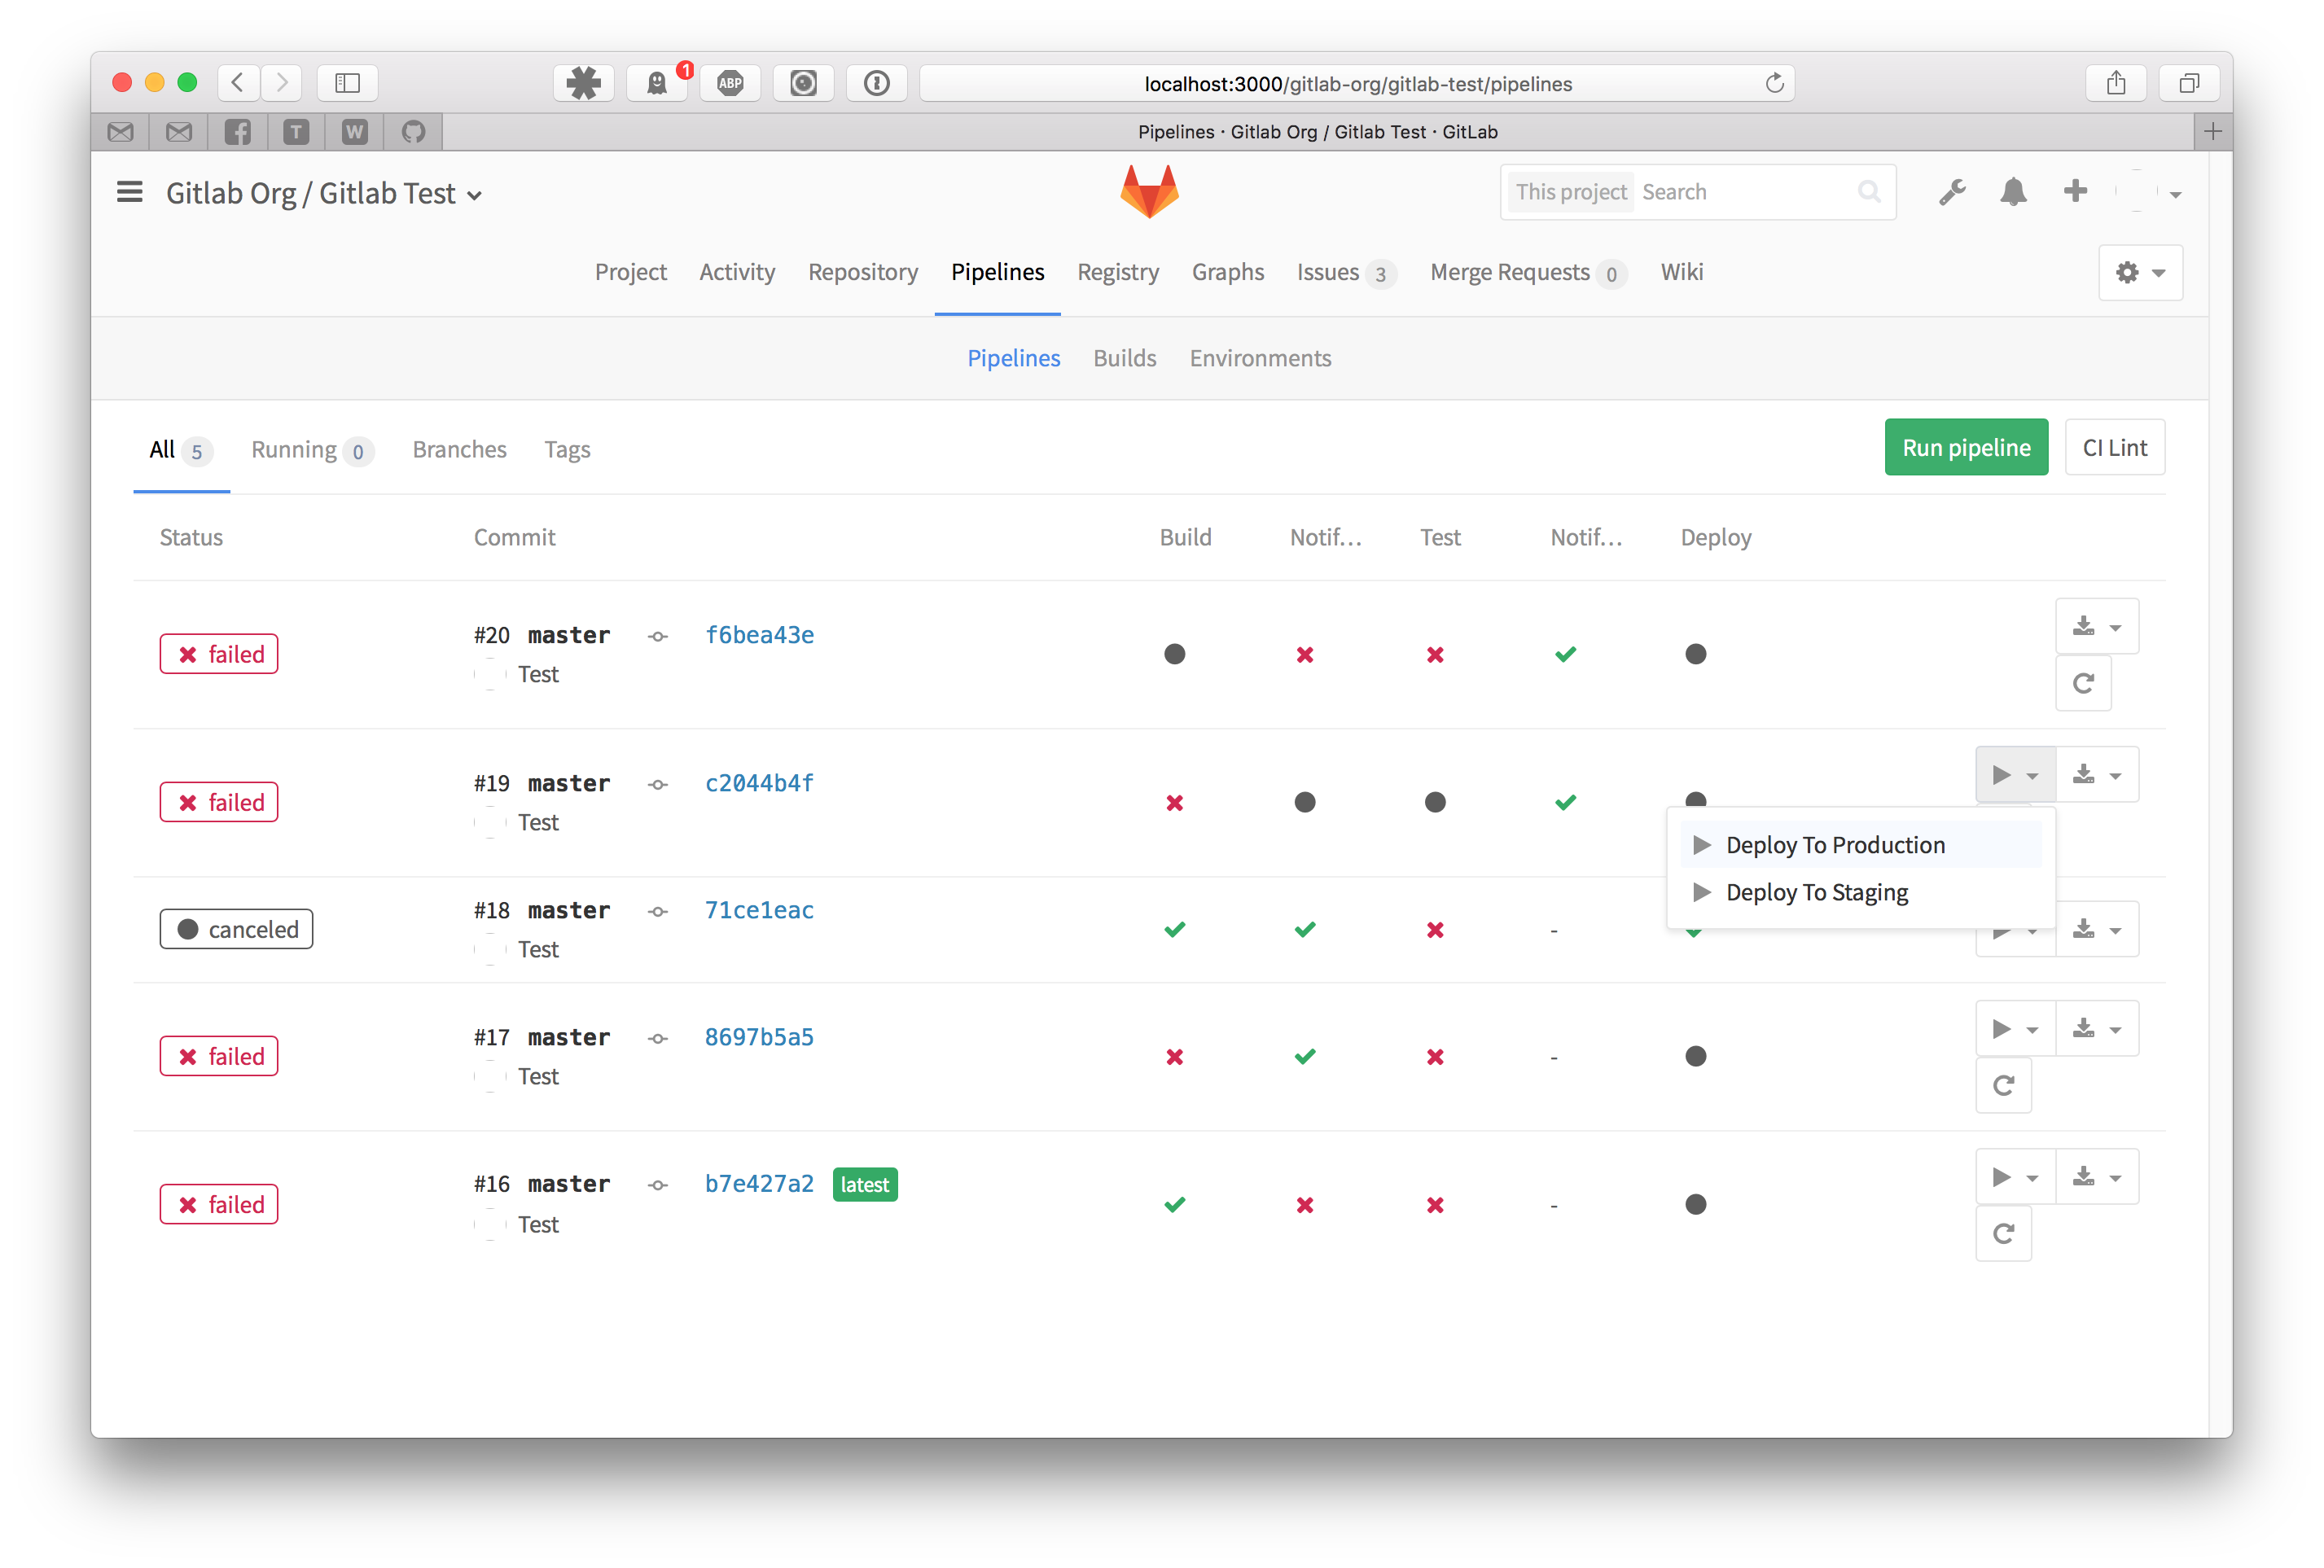 1
ABP
localhost:3000/gitlab-org/gitlab-test/pipelines
T
W
Pipelines · Gitlab Org / Gitlab Test · GitLab
Gitlab Org / Gitlab Test
This project Search
Project Activity Repository Pipelines Registry Graphs Issues 3 Merge Requests 0 Wiki
Pipelines Builds Environments
All 5 Running 0 Branches Tags
Run pipeline CI Lint
Status Commit Build Notif… Test Notif… Deploy
failed
#20 master f6bea43e
Test
failed
#19 master c2044b4f
Test
Deploy To Production
Deploy To Staging
canceled
#18 master 71ce1eac
Test
-
failed
#17 master 8697b5a5
Test
-
failed
#16 master b7e427a2 latest
Test
-